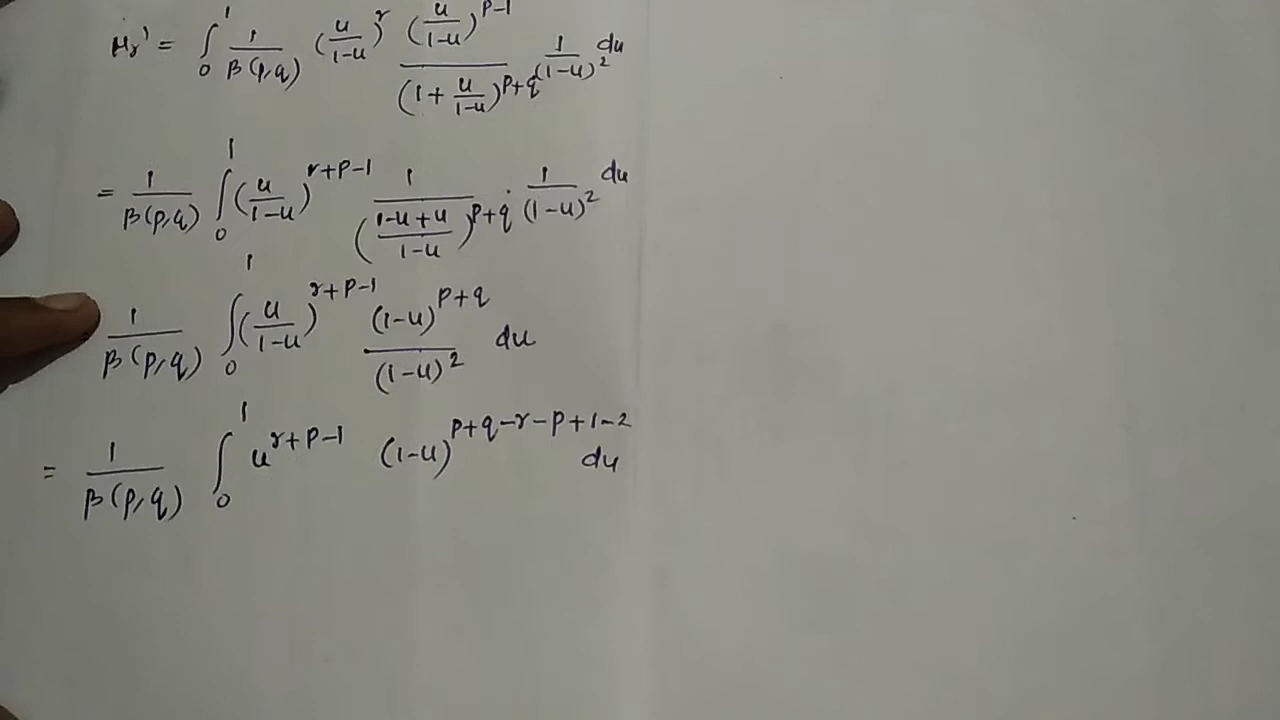 μr' = ∫₀¹ 1/β(p,q) (u/1-u)^r (u/1-u)^(p-1) / (1 + u/1-u)^(p+q) 1/(1-u)² du
= 1/β(p,q) ∫₀¹ (u/1-u)^(r+p-1) 1/((1-u+u)/(1-u))^(p+q) · 1/(1-u)² du
1/β(p,q) ∫₀¹ (u/1-u)^(r+p-1) (1-u)^(p+q)/(1-u)² du
= 1/β(p,q) ∫₀¹ u^(r+p-1) (1-u)^(p+q-r-p+1-2) du